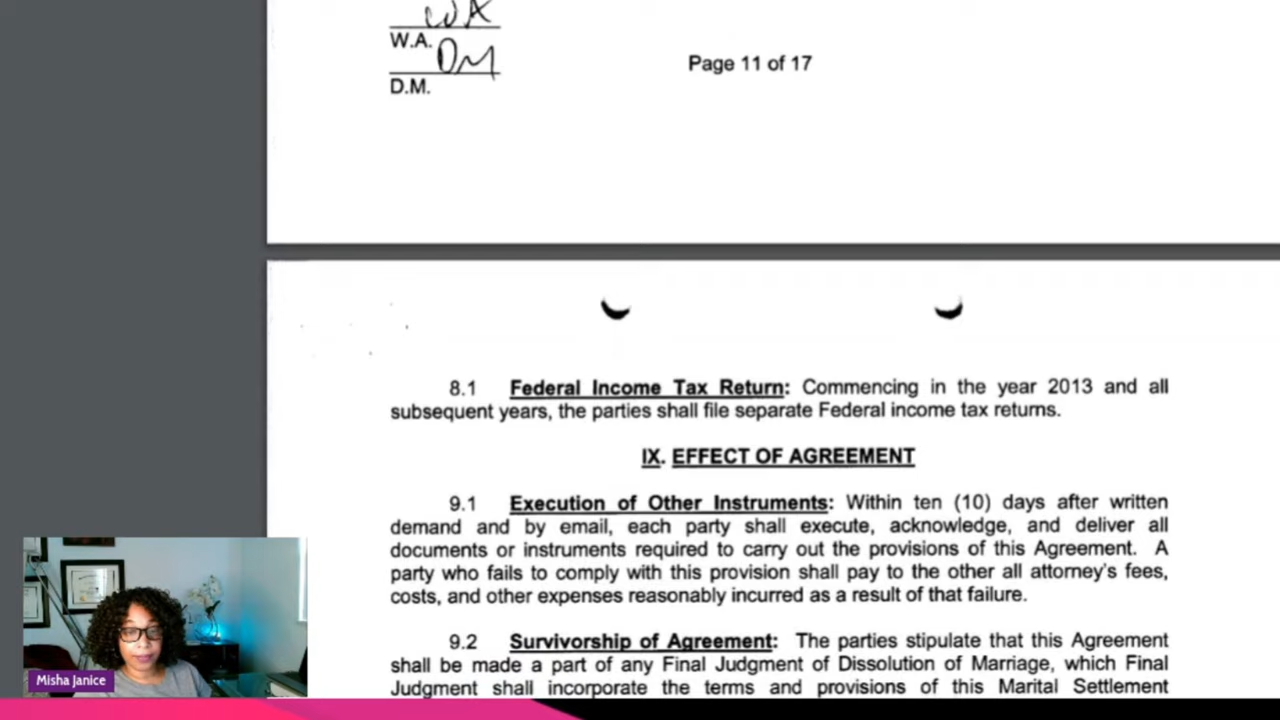 WA
W.A.
DM
D.M.
Page 11 of 17
8.1 Federal Income Tax Return: Commencing in the year 2013 and all
subsequent years, the parties shall file separate Federal income tax returns.
IX. EFFECT OF AGREEMENT
9.1 Execution of Other Instruments: Within ten (10) days after written
demand and by email, each party shall execute, acknowledge, and deliver all
documents or instruments required to carry out the provisions of this Agreement. A
party who fails to comply with this provision shall pay to the other all attorney's fees,
costs, and other expenses reasonably incurred as a result of that failure.
9.2 Survivorship of Agreement: The parties stipulate that this Agreement
shall be made a part of any Final Judgment of Dissolution of Marriage, which Final
Judgment shall incorporate the terms and provisions of this Marital Settlement
Misha Janice